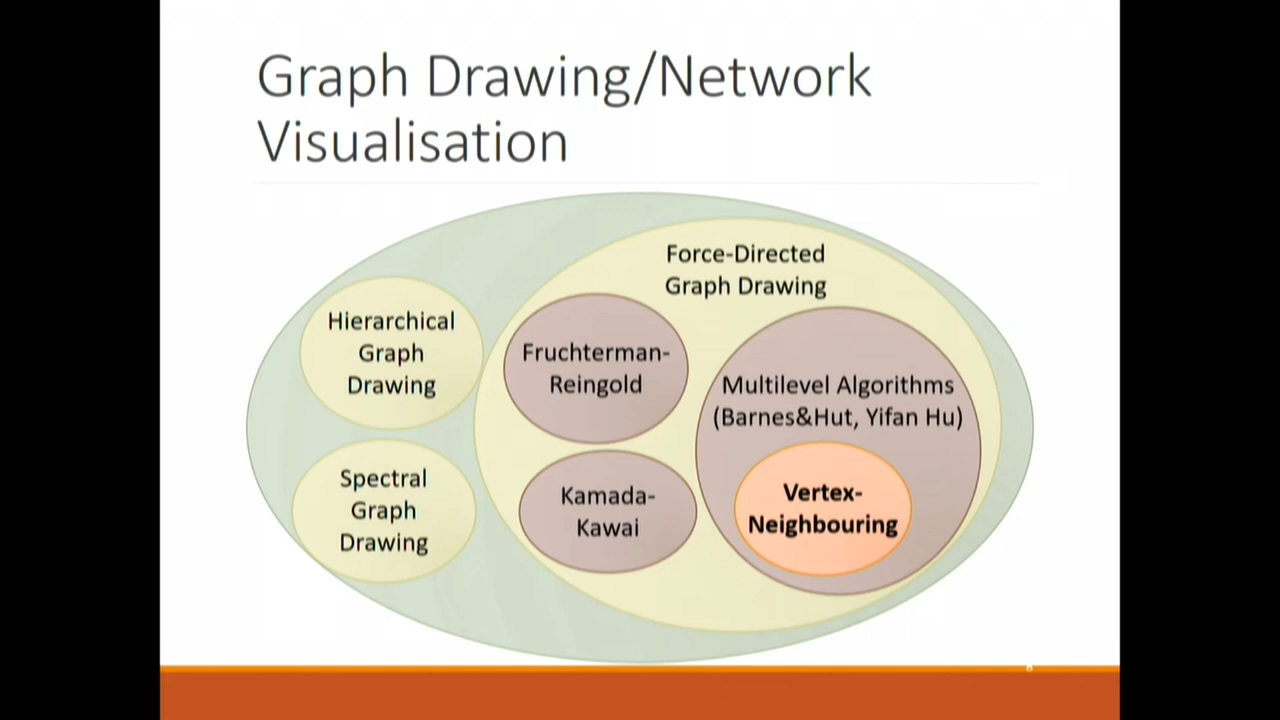 Graph Drawing/Network
Visualisation
Force-Directed
Graph Drawing
Hierarchical
Graph
Drawing
Fruchterman-
Reingold
Multilevel Algorithms
(Barnes&Hut, Yifan Hu)
Spectral
Graph
Drawing
Kamada-
Kawai
Vertex-
Neighbouring